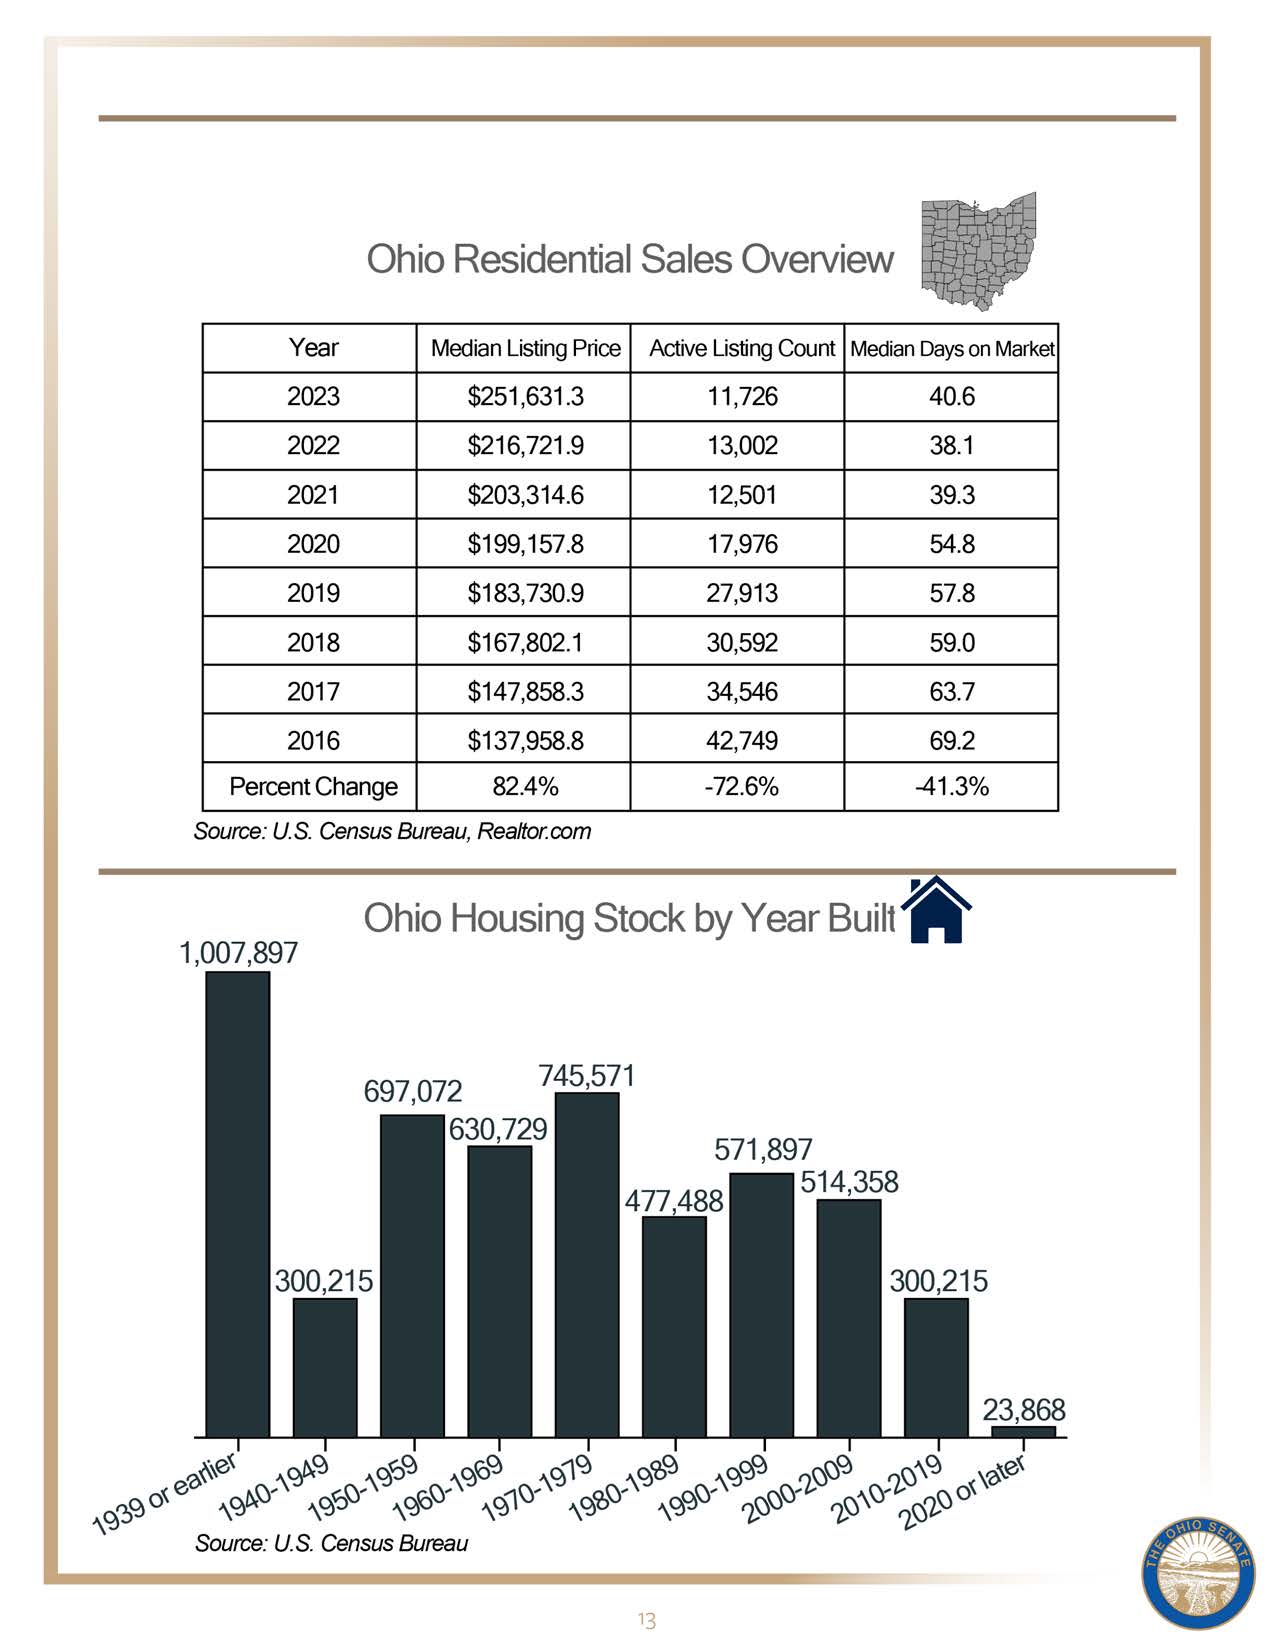 Ohio Residential Sales Overview
Year Median Listing Price Active Listing Count Median Days on Market
2023 $251,631.3 11,726 40.6
2022 $216,721.9 13,002 38.1
2021 $203,314.6 12,501 39.3
2020 $199,157.8 17,976 54.8
2019 $183,730.9 27,913 57.8
2018 $167,802.1 30,592 59.0
2017 $147,858.3 34,546 63.7
2016 $137,958.8 42,749 69.2
Percent Change 82.4% -72.6% -41.3%
Source: U.S. Census Bureau, Realtor.com
Ohio Housing Stock by Year Built
1,007,897
300,215
697,072
630,729
745,571
477,488
571,897
514,358
300,215
23,868
1939 or earlier
1940-1949
1950-1959
1960-1969
1970-1979
1980-1989
1990-1999
2000-2009
2010-2019
2020 or later
Source: U.S. Census Bureau
THE OHIO SENATE
13